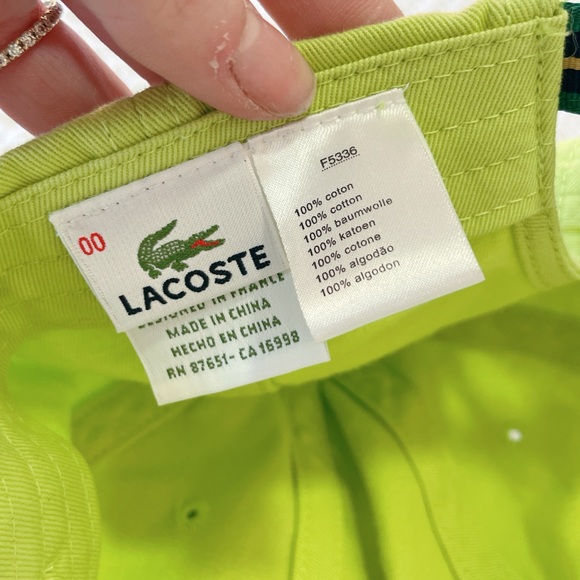 00
LACOSTE
DESIGNED IN FRANCE
MADE IN CHINA
HECHO EN CHINA
RN 87651- CA 16998
F5336
100% coton
100% cotton
100% baumwolle
100% katoen
100% cotone
100% algodão
100% algodon